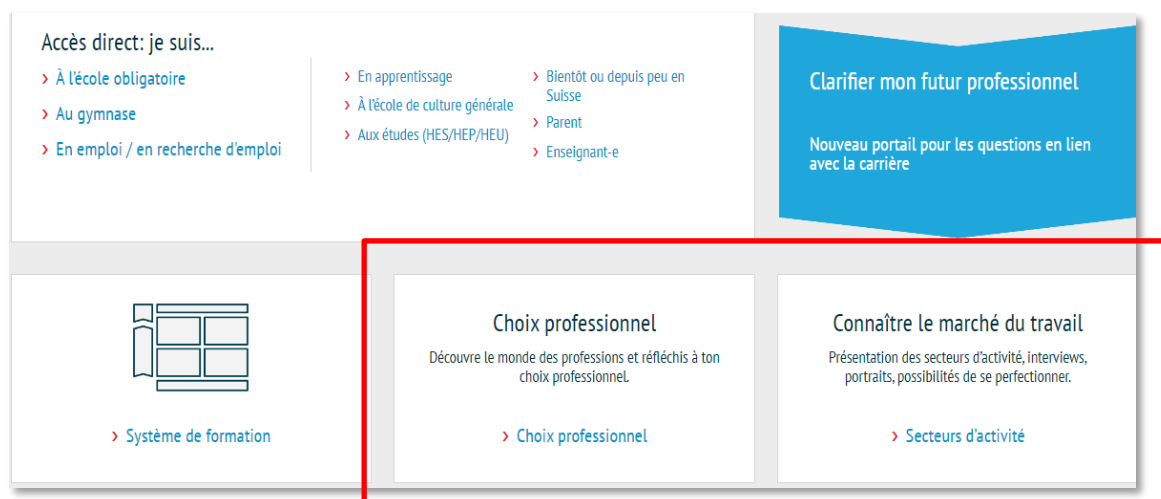 Accès direct: je suis...
À l'école obligatoire
Au gymnase
En emploi / en recherche d'emploi
En apprentissage
À l'école de culture générale
Aux études (HES/HEP/HEU)
Bientôt ou depuis peu en
Suisse
Parent
Enseignant-e
Clarifier mon futur professionnel
Nouveau portail pour les questions en lien
avec la carrière
Système de formation
Choix professionnel
Découvre le monde des professions et réfléchis à ton
choix professionnel.
Choix professionnel
Connaître le marché du travail
Présentation des secteurs d'activité, interviews,
portraits, possibilités de se perfectionner.
Secteurs d'activité